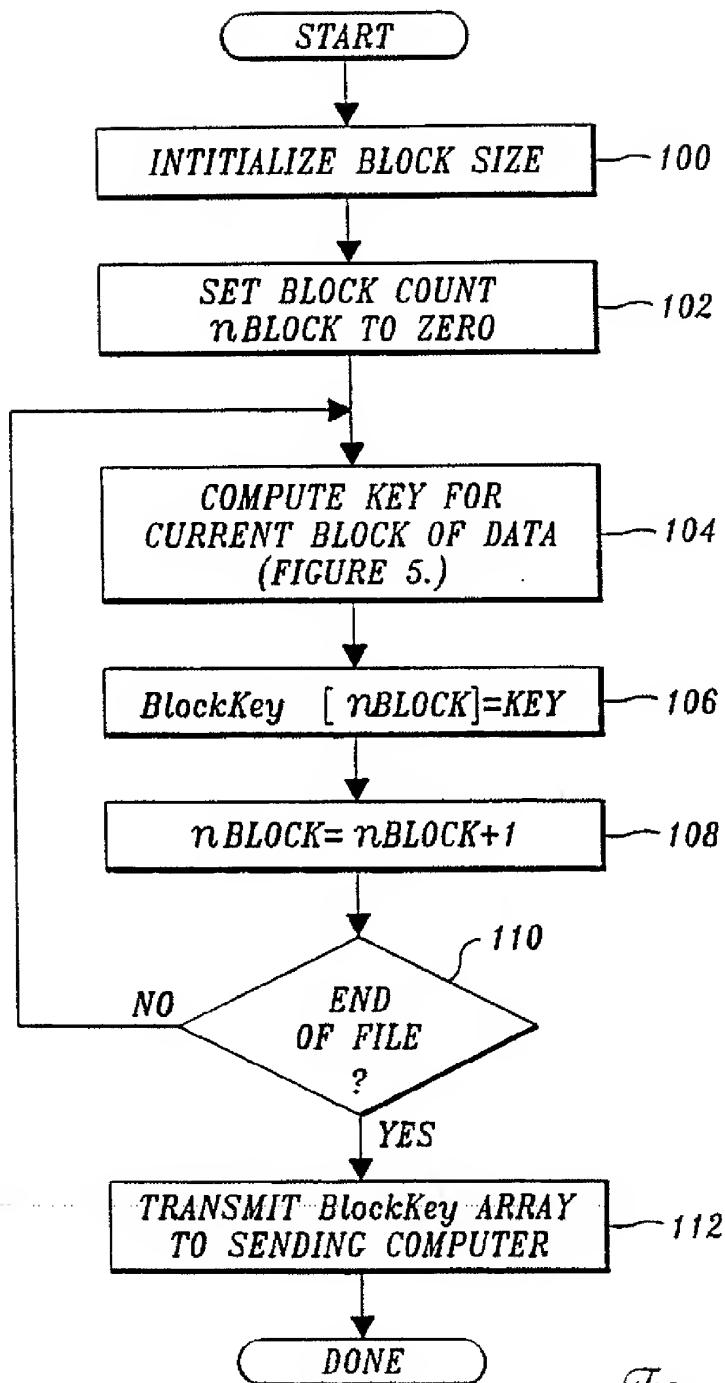 START
INTITIALIZE BLOCK SIZE
100
SET BLOCK COUNT
nBLOCK TO ZERO
102
COMPUTE KEY FOR
CURRENT BLOCK OF DATA
(FIGURE 5.)
104
BlockKey [ nBLOCK]=KEY
106
nBLOCK= nBLOCK+1
108
110
NO
END
OF FILE
?
YES
TRANSMIT BlockKey ARRAY
TO SENDING COMPUTER
112
DONE